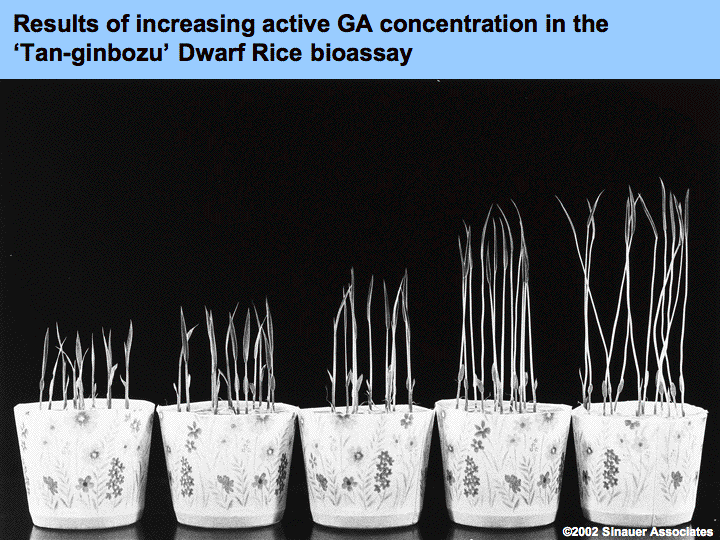 Results of increasing active GA concentration in the
‘Tan-ginbozu’ Dwarf Rice bioassay
©2002 Sinauer Associates